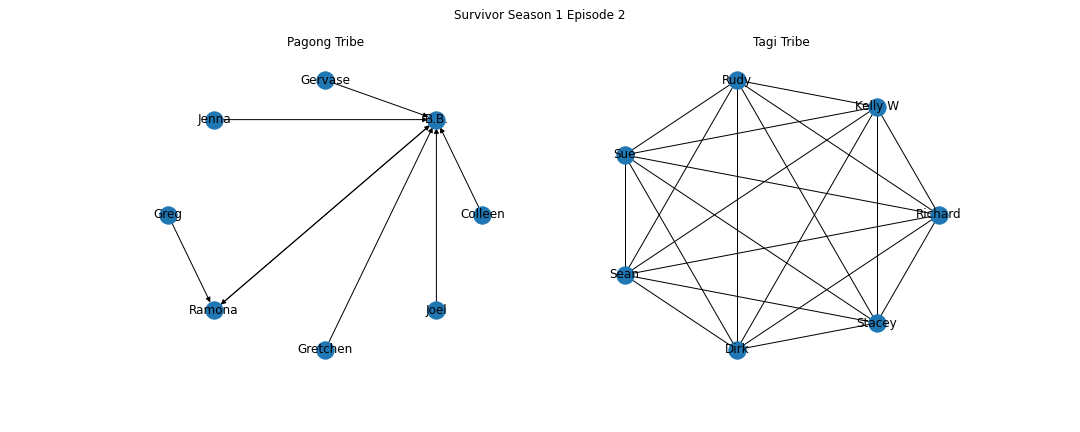 Survivor Season 1 Episode 2
Pagong Tribe
Gervase
Jenna
B.B.
Greg
Colleen
Ramona
Joel
Gretchen
Tagi Tribe
Rudy
Kelly W
Sue
Richard
Sean
Stacey
Dirk